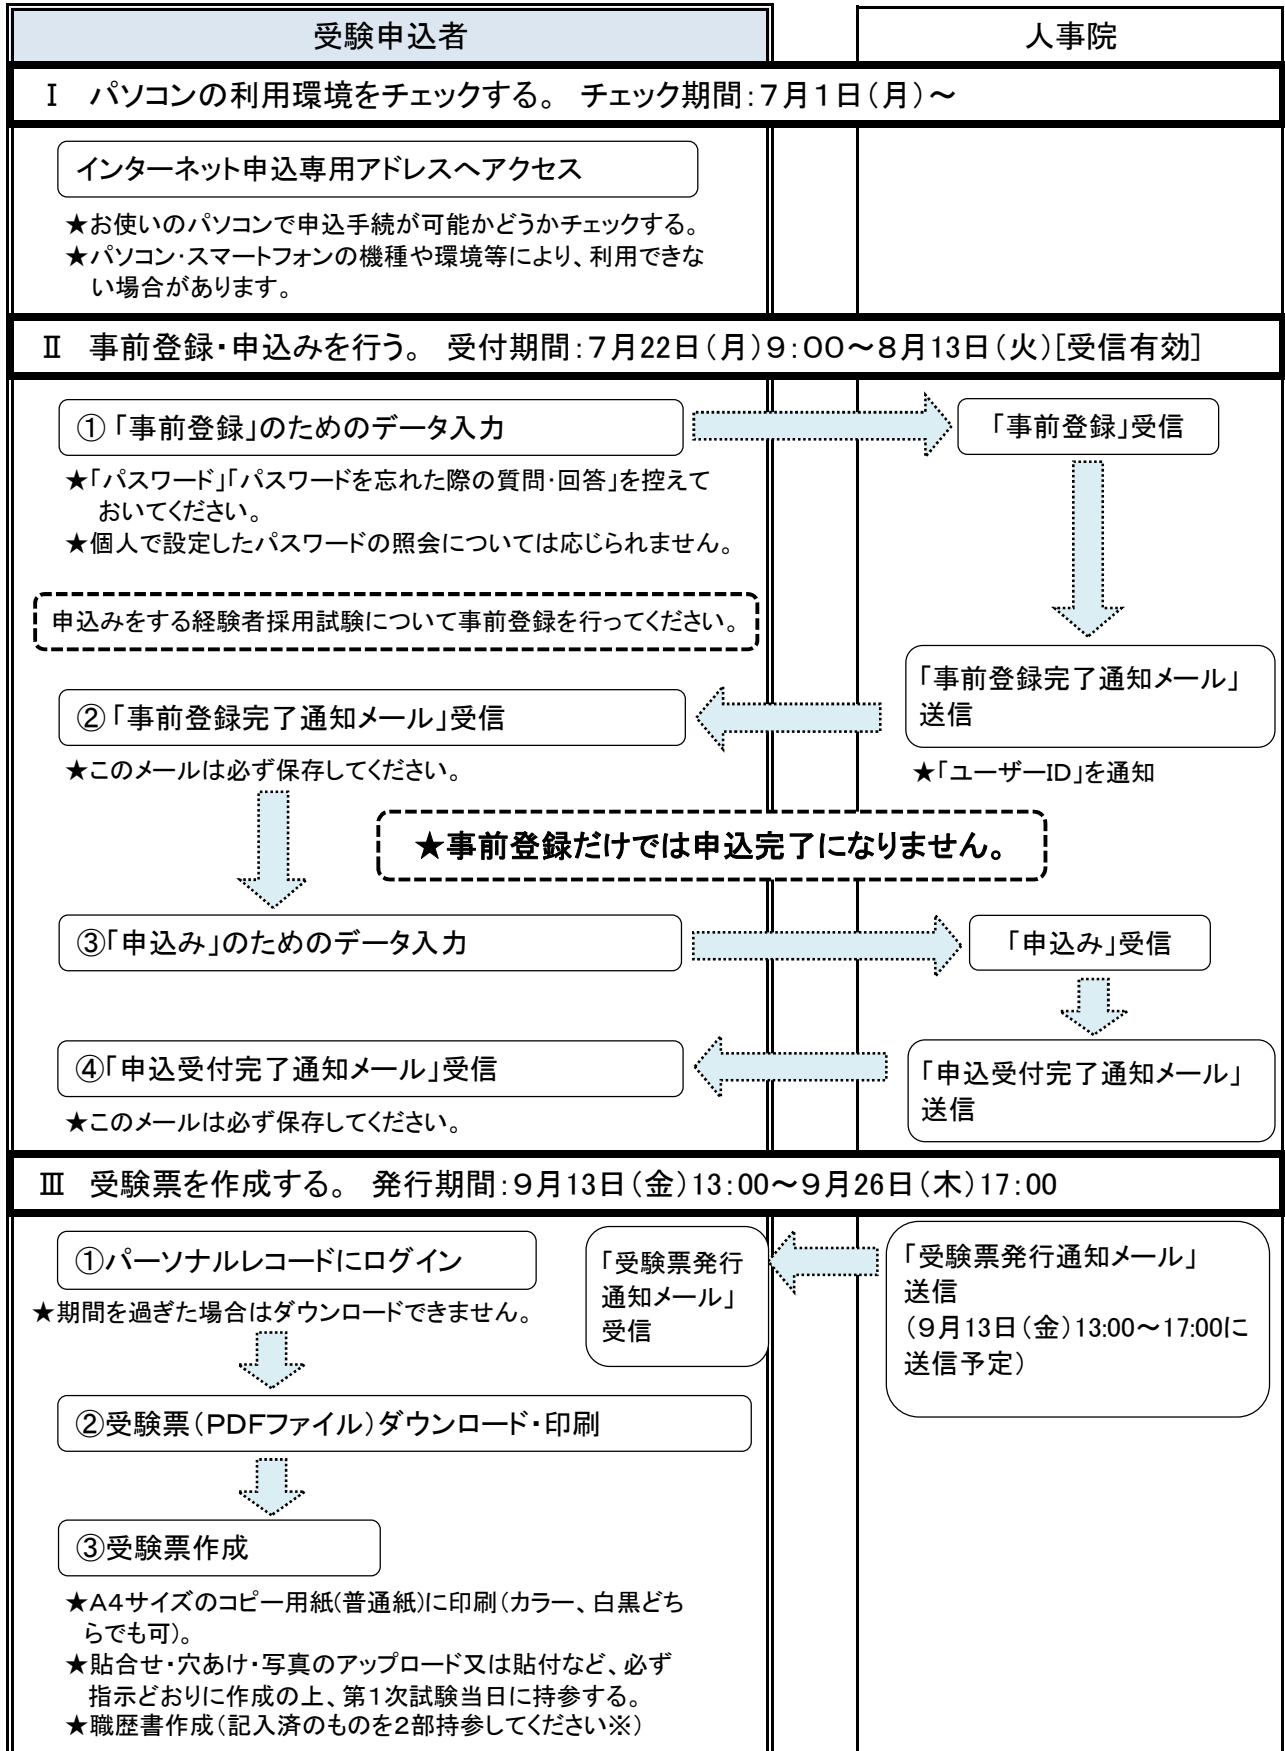 受験申込者
人事院
Ⅰ　パソコンの利用環境をチェックする。　チェック期間：７月１日（月）～
インターネット申込専用アドレスへアクセス
★お使いのパソコンで申込手続が可能かどうかチェックする。
★パソコン・スマートフォンの機種や環境等により、利用できな
い場合があります。
Ⅱ　事前登録・申込みを行う。　受付期間：７月22日（月）９：００～８月13日（火）[受信有効]
①「事前登録」のためのデータ入力
「事前登録」受信
★「パスワード」「パスワードを忘れた際の質問・回答」を控えて
おいてください。
★個人で設定したパスワードの照会については応じられません。
申込みをする経験者採用試験について事前登録を行ってください。
「事前登録完了通知メール」
送信
②「事前登録完了通知メール」受信
★このメールは必ず保存してください。
★「ユーザーID」を通知
★事前登録だけでは申込完了になりません。
③「申込み」のためのデータ入力
「申込み」受信
④「申込受付完了通知メール」受信
「申込受付完了通知メール」
送信
★このメールは必ず保存してください。
Ⅲ　受験票を作成する。　発行期間：９月13日（金）13：00～９月26日（木）17：00
①パーソナルレコードにログイン
★期間を過ぎた場合はダウンロードできません。
「受験票発行
通知メール」
受信
「受験票発行通知メール」
送信
（９月13日（金）13:00～17:00に
送信予定）
②受験票（ＰＤＦファイル）ダウンロード・印刷
③受験票作成
★Ａ４サイズのコピー用紙(普通紙)に印刷（カラー、白黒どち
らでも可）。
★貼合せ・穴あけ・写真のアップロード又は貼付など、必ず
指示どおりに作成の上、第１次試験当日に持参する。
★職歴書作成（記入済のものを２部持参してください※）